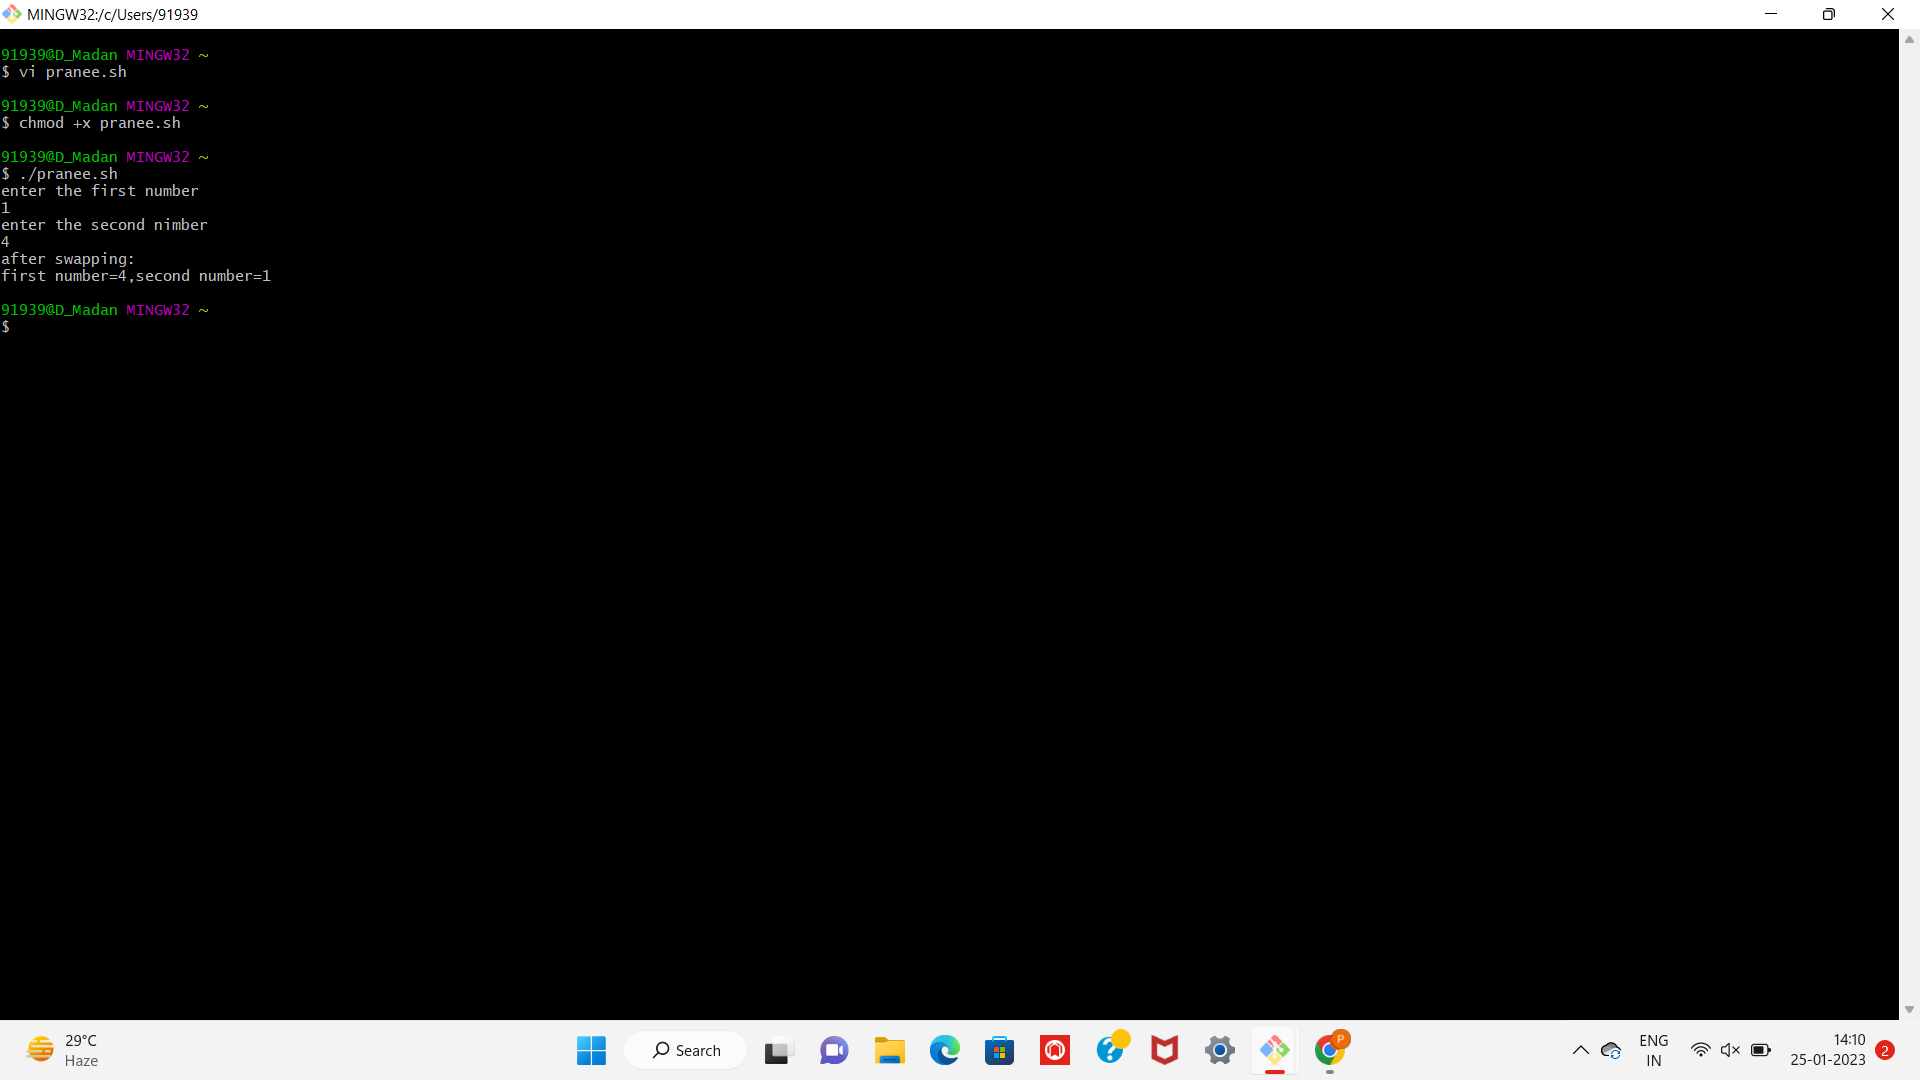 MINGW32:/c/Users/91939
91939@D_Madan MINGW32 ~
$ vi pranee.sh
91939@D_Madan MINGW32 ~
$ chmod +x pranee.sh
91939@D_Madan MINGW32 ~
$ ./pranee.sh
enter the first number
1
enter the second nimber
4
after swapping:
first number=4,second number=1
91939@D_Madan MINGW32 ~
$
29°C
Haze
Search
P
ENG
IN
14:10
25-01-2023
2